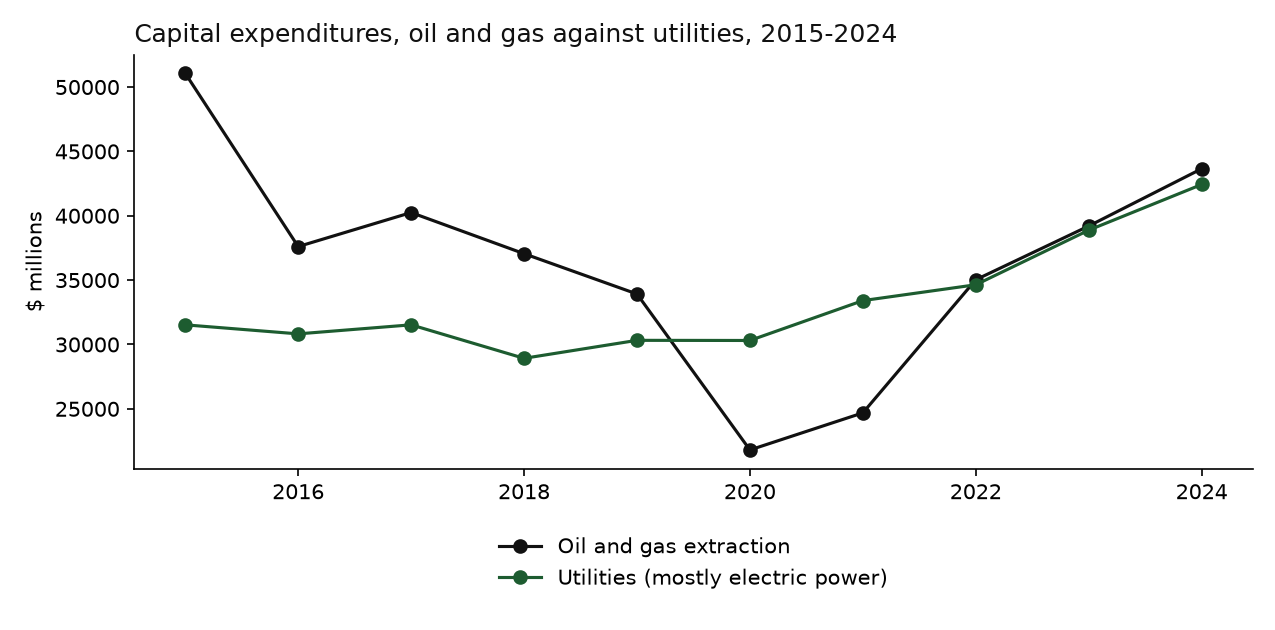 Capital expenditures, oil and gas against utilities, 2015-2024
$ millions
50000
45000
40000
35000
30000
25000
2016 2018 2020 2022 2024
Oil and gas extraction
Utilities (mostly electric power)